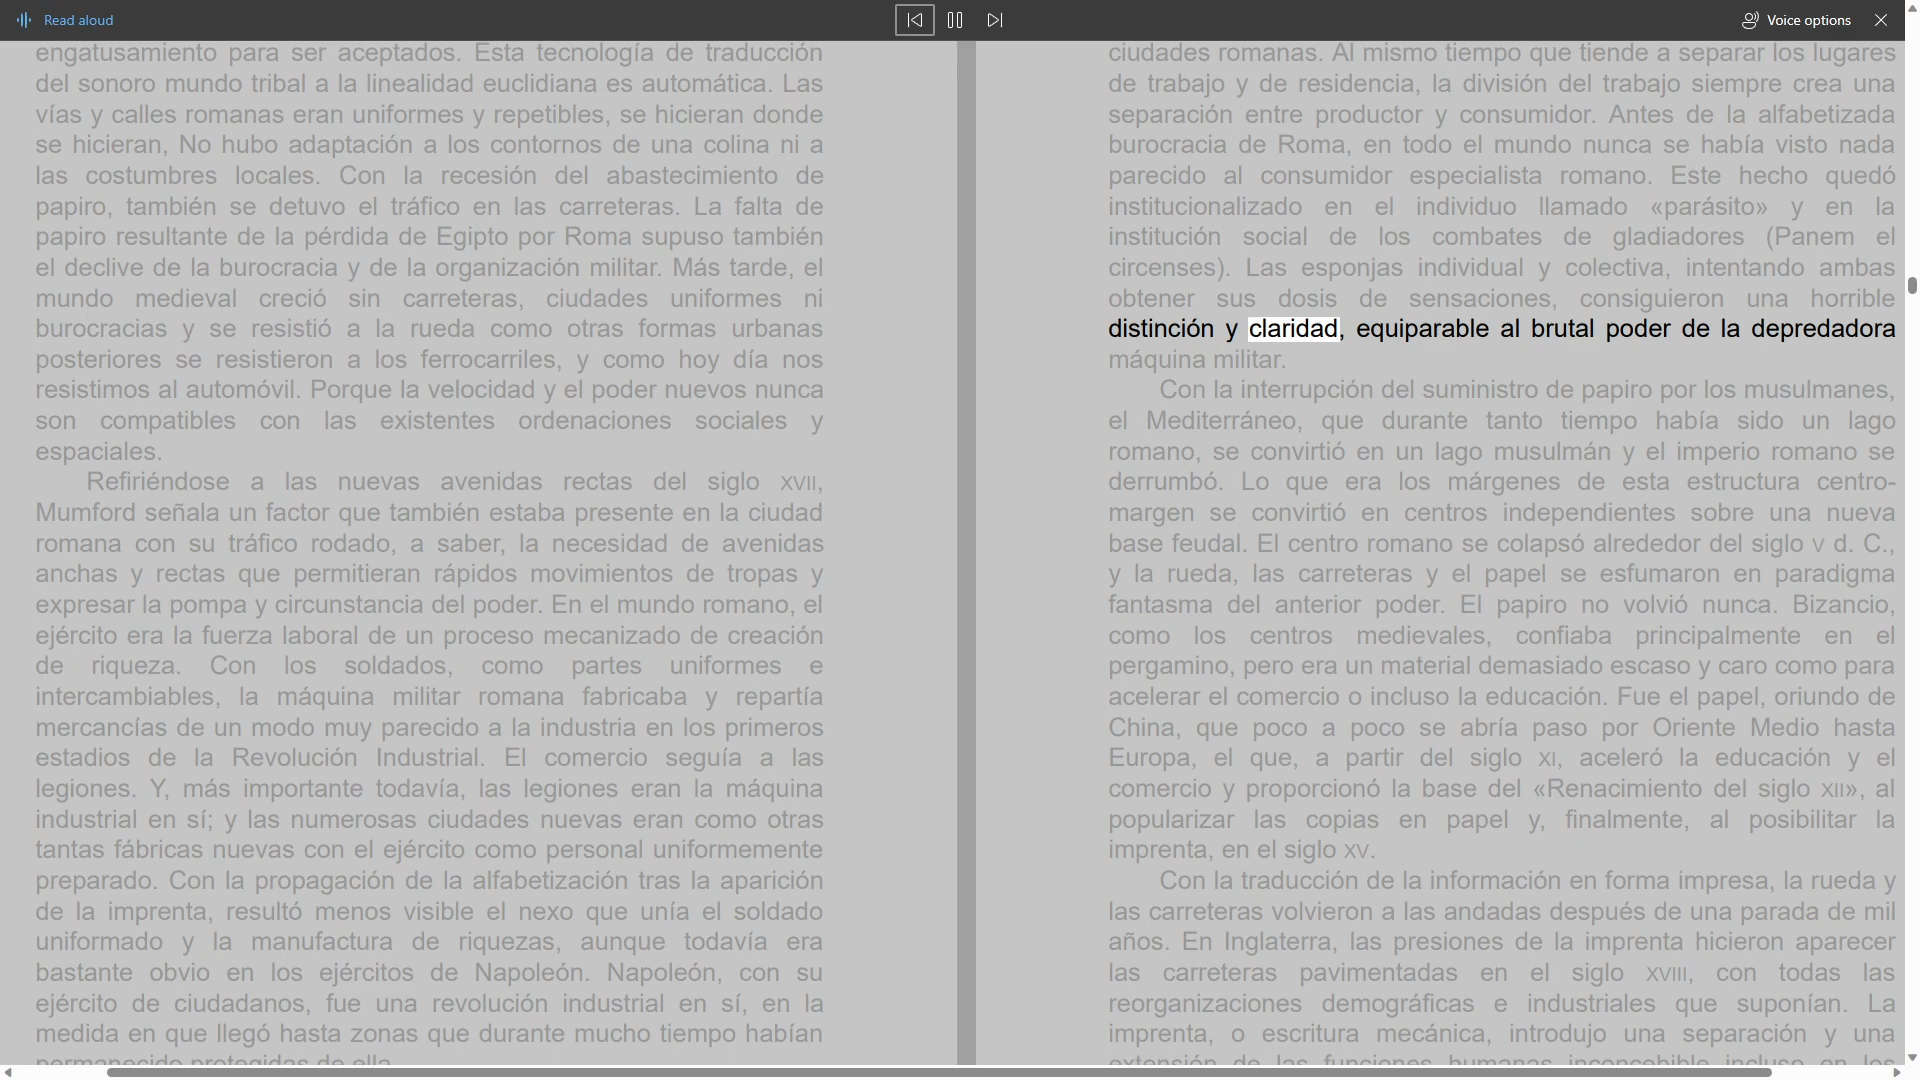 Read aloud
Voice options
engatusamiento para ser aceptados. Esta tecnología de traducción
del sonoro mundo tribal a la linealidad euclidiana es automática. Las
vías y calles romanas eran uniformes y repetibles, se hicieran donde
se hicieran, No hubo adaptación a los contornos de una colina ni a
las costumbres locales. Con la recesión del abastecimiento de
papiro, también se detuvo el tráfico en las carreteras. La falta de
papiro resultante de la pérdida de Egipto por Roma supuso también
el declive de la burocracia y de la organización militar. Más tarde, el
mundo medieval creció sin carreteras, ciudades uniformes ni
burocracias y se resistió a la rueda como otras formas urbanas
posteriores se resistieron a los ferrocarriles, y como hoy día nos
resistimos al automóvil. Porque la velocidad y el poder nuevos nunca
son compatibles con las existentes ordenaciones sociales y
espaciales.
Refiriéndose a las nuevas avenidas rectas del siglo XVII,
Mumford señala un factor que también estaba presente en la ciudad
romana con su tráfico rodado, a saber, la necesidad de avenidas
anchas y rectas que permitieran rápidos movimientos de tropas y
expresar la pompa y circunstancia del poder. En el mundo romano, el
ejército era la fuerza laboral de un proceso mecanizado de creación
de riqueza. Con los soldados, como partes uniformes e
intercambiables, la máquina militar romana fabricaba y repartía
mercancías de un modo muy parecido a la industria en los primeros
estadios de la Revolución Industrial. El comercio seguía a las
legiones. Y, más importante todavía, las legiones eran la máquina
industrial en sí; y las numerosas ciudades nuevas eran como otras
tantas fábricas nuevas con el ejército como personal uniformemente
preparado. Con la propagación de la alfabetización tras la aparición
de la imprenta, resultó menos visible el nexo que unía el soldado
uniformado y la manufactura de riquezas, aunque todavía era
bastante obvio en los ejércitos de Napoleón. Napoleón, con su
ejército de ciudadanos, fue una revolución industrial en sí, en la
medida en que llegó hasta zonas que durante mucho tiempo habían
permanecido protegidas de ella.
ciudades romanas. Al mismo tiempo que tiende a separar los lugares
de trabajo y de residencia, la división del trabajo siempre crea una
separación entre productor y consumidor. Antes de la alfabetizada
burocracia de Roma, en todo el mundo nunca se había visto nada
parecido al consumidor especialista romano. Este hecho quedó
institucionalizado en el individuo llamado «parásito» y en la
institución social de los combates de gladiadores (Panem el
circenses). Las esponjas individual y colectiva, intentando ambas
obtener sus dosis de sensaciones, consiguieron una horrible
distinción y claridad, equiparable al brutal poder de la depredadora
máquina militar.
Con la interrupción del suministro de papiro por los musulmanes,
el Mediterráneo, que durante tanto tiempo había sido un lago
romano, se convirtió en un lago musulmán y el imperio romano se
derrumbó. Lo que era los márgenes de esta estructura centro-
margen se convirtió en centros independientes sobre una nueva
base feudal. El centro romano se colapsó alrededor del siglo V d. C.,
y la rueda, las carreteras y el papel se esfumaron en paradigma
fantasma del anterior poder. El papiro no volvió nunca. Bizancio,
como los centros medievales, confiaba principalmente en el
pergamino, pero era un material demasiado escaso y caro como para
acelerar el comercio o incluso la educación. Fue el papel, oriundo de
China, que poco a poco se abría paso por Oriente Medio hasta
Europa, el que, a partir del siglo XI, aceleró la educación y el
comercio y proporcionó la base del «Renacimiento del siglo XII», al
popularizar las copias en papel y, finalmente, al posibilitar la
imprenta, en el siglo XV.
Con la traducción de la información en forma impresa, la rueda y
las carreteras volvieron a las andadas después de una parada de mil
años. En Inglaterra, las presiones de la imprenta hicieron aparecer
las carreteras pavimentadas en el siglo XVIII, con todas las
reorganizaciones demográficas e industriales que suponían. La
imprenta, o escritura mecánica, introdujo una separación y una
extensión de las funciones humanas inconcebible incluso en los